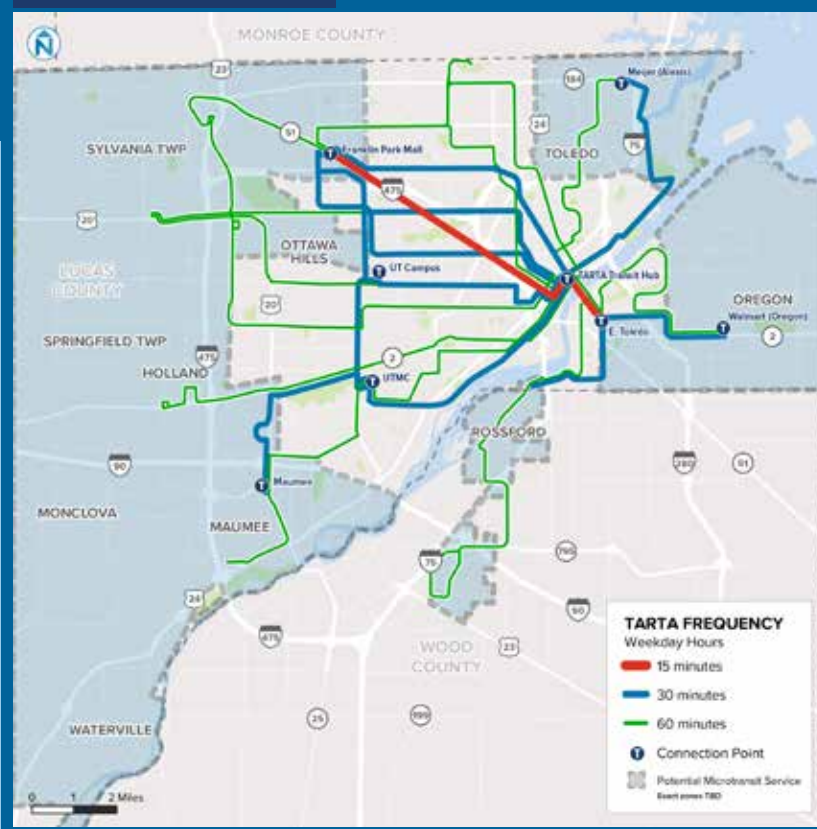 N
MONROE COUNTY
23
184
Meijer (Alexis)
51
24
75
SYLVANIA TWP
Franklin Park Mall
TOLEDO
475
20
OTTAWA
HILLS
UT Campus
TARTA Transit Hub
LUCAS
COUNTY
20
OREGON
Walmart (Oregon)
E. Toledo
2
SPRINGFIELD TWP
475
2
HOLLAND
UTMC
ROSSFORD
90
280
51
Maumee
MONCLOVA
MAUMEE
795
75
24
90
475
WOOD
COUNTY
23
25
199
WATERVILLE
0 1 2 Miles
TARTA FREQUENCY
Weekday Hours
15 minutes
30 minutes
60 minutes
T Connection Point
Potential Microtransit Service
Exact zones TBD